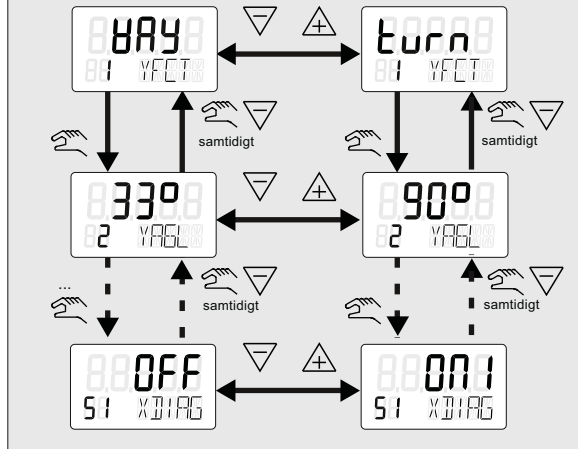 WAY
1 YFCT
turn
1 YFCT
samtidigt
samtidigt
33°
2 YAGL
90°
2 YAGL
...
samtidigt
samtidigt
OFF
51 XDIAG
On1
51 XDIAG